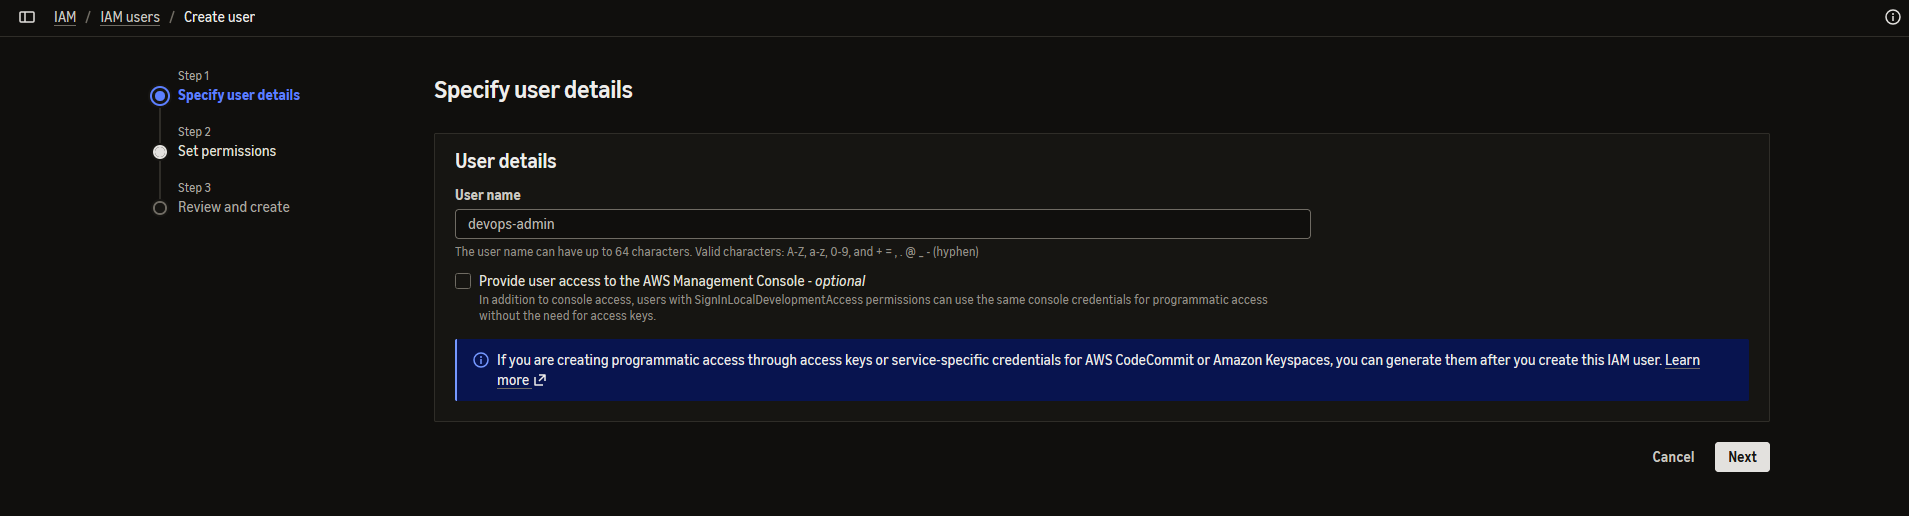 IAM / IAM users / Create user
Step 1
Specify user details
Step 2
Set permissions
Step 3
Review and create
Specify user details
User details
User name
devops-admin
The user name can have up to 64 characters. Valid characters: A-Z, a-z, 0-9, and + = , . @ _ - (hyphen)
Provide user access to the AWS Management Console - optional
In addition to console access, users with SignInLocalDevelopmentAccess permissions can use the same console credentials for programmatic access
without the need for access keys.
If you are creating programmatic access through access keys or service-specific credentials for AWS CodeCommit or Amazon Keyspaces, you can generate them after you create this IAM user. Learn
more
Cancel Next